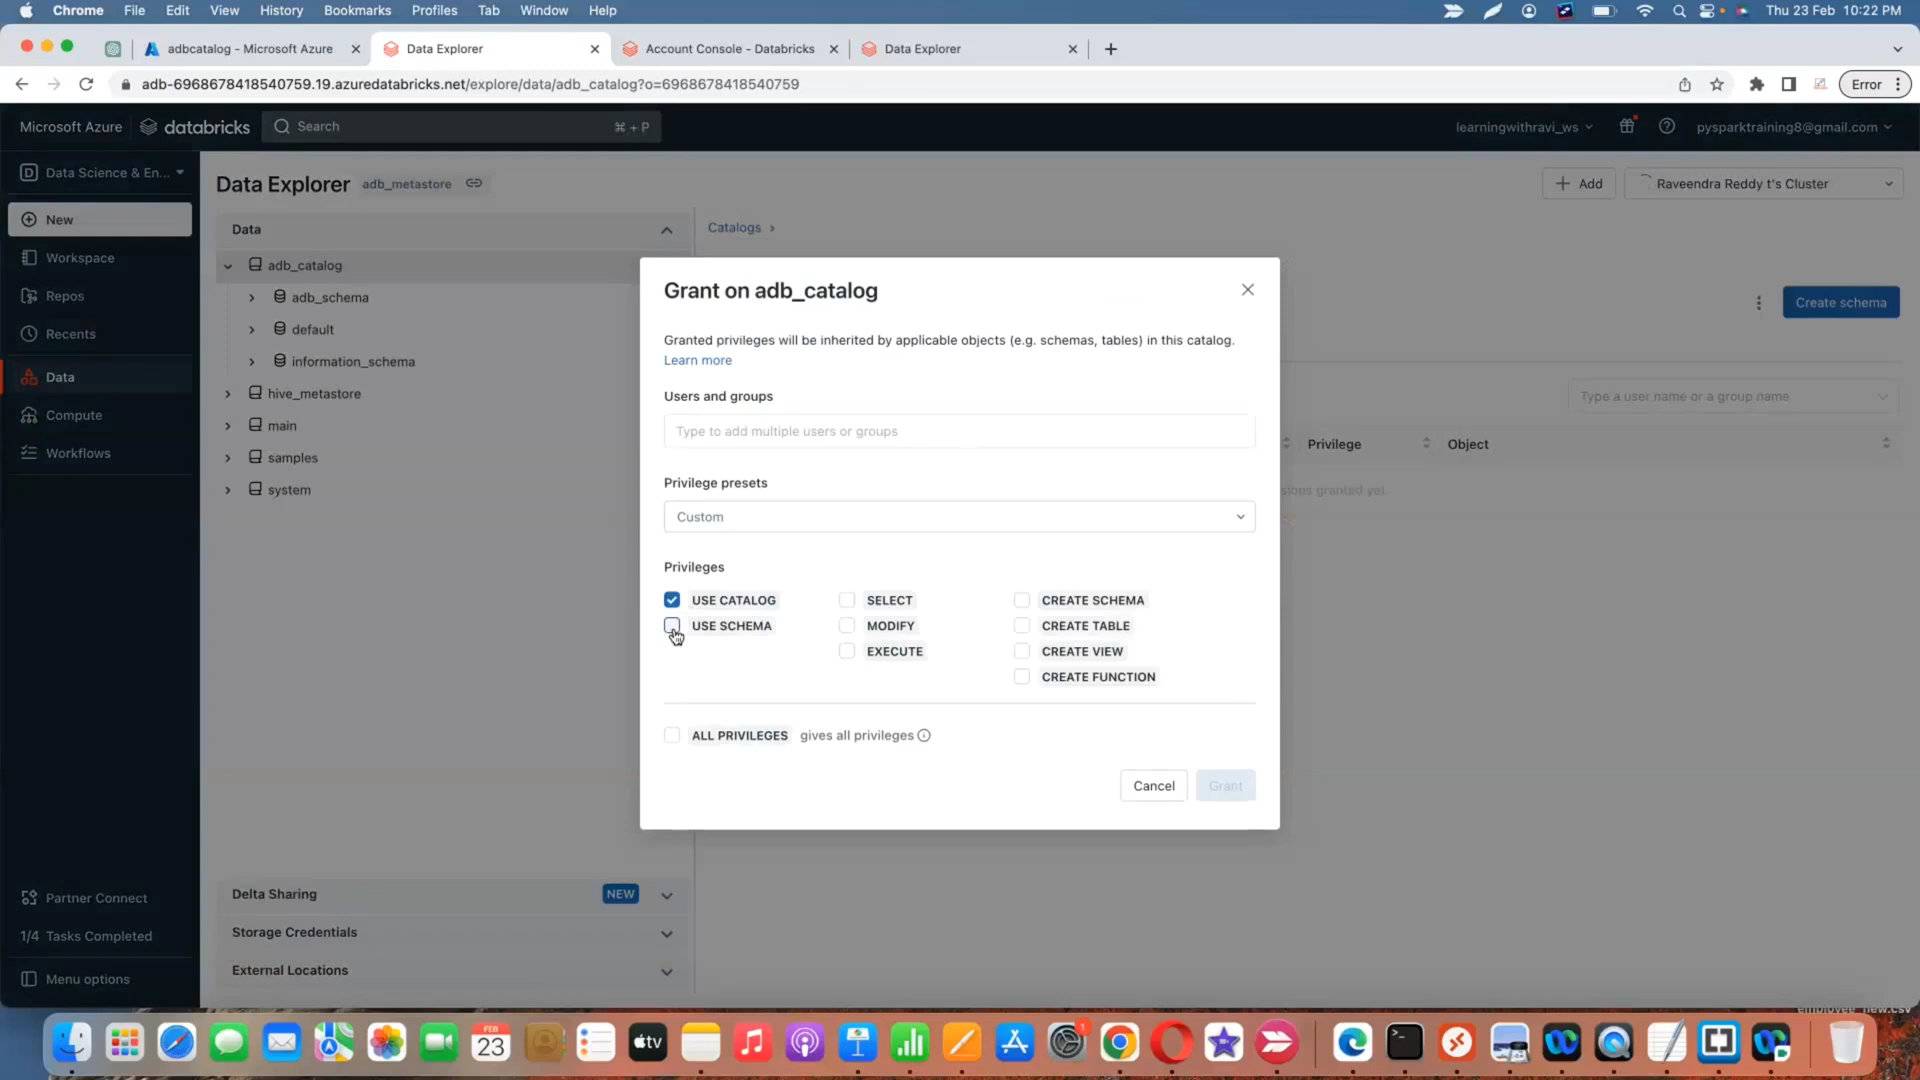 Chrome File Edit View History Bookmarks Profiles Tab Window Help
Thu 23 Feb 10:22 PM
adbcatalog - Microsoft Azure
Data Explorer
Account Console - Databricks
Data Explorer
adb-6968678418540759.19.azuredatabricks.net/explore/data/adb_catalog?o=6968678418540759
Error
Microsoft Azure
databricks
Search
⌘ + P
learningwithravi_ws
pysparktraining8@gmail.com
Data Science & En...
New
Workspace
Repos
Recents
Data
Compute
Workflows
Partner Connect
1/4 Tasks Completed
Menu options
Data Explorer
adb_metastore
Add
Raveendra Reddy t's Cluster
Data
adb_catalog
adb_schema
default
information_schema
hive_metastore
main
samples
system
Delta Sharing
NEW
Storage Credentials
External Locations
Catalogs
Create schema
Type a user name or a group name
Privilege
Object
sions granted yet.
Grant on adb_catalog
Granted privileges will be inherited by applicable objects (e.g. schemas, tables) in this catalog.
Learn more
Users and groups
Type to add multiple users or groups
Privilege presets
Custom
Privileges
USE CATALOG
SELECT
CREATE SCHEMA
USE SCHEMA
MODIFY
CREATE TABLE
EXECUTE
CREATE VIEW
CREATE FUNCTION
ALL PRIVILEGES gives all privileges
Cancel
Grant
FEB
23
tv
1